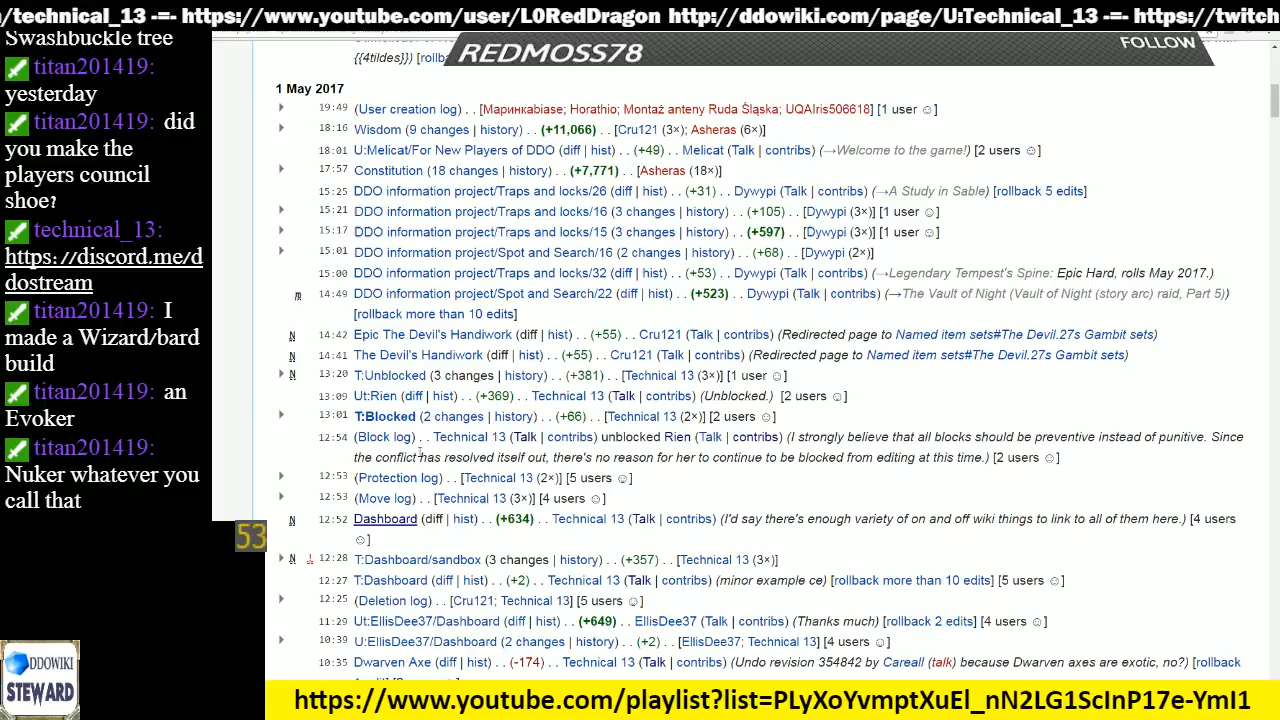 /technical_13 -=- https://www.youtube.com/user/L0RedDragon http://ddowiki.com/page/U:Technical_13 -=- https://twitch
Swashbuckle tree
titan201419:
yesterday
titan201419: did
you make the
players council
shoe?
technical_13:
https://discord.me/d
dostream
titan201419: I
made a Wizard/bard
build
titan201419: an
Evoker
titan201419:
Nuker whatever you
call that
53
DDOWIKI
STEWARD
REDMOSS78
FOLLOW
{{4tildes}}) [rollb
1 May 2017
19:49 (User creation log) . . [Маринкabiase; Horathio; Montaż anteny Ruda Śląska; UQAIris506618] [1 user ☺]
18:16 Wisdom (9 changes | history) . . (+11,066) . . [Cru121 (3×); Asheras (6×)]
18:01 U:Melicat/For New Players of DDO (diff | hist) . . (+49) . . Melicat (Talk | contribs) (→Welcome to the game!) [2 users ☺]
17:57 Constitution (18 changes | history) . . (+7,771) . . [Asheras (18×)]
15:25 DDO information project/Traps and locks/26 (diff | hist) . . (+31) . . Dywypi (Talk | contribs) (→A Study in Sable) [rollback 5 edits]
15:21 DDO information project/Traps and locks/16 (3 changes | history) . . (+105) . . [Dywypi (3×)] [1 user ☺]
15:17 DDO information project/Traps and locks/15 (3 changes | history) . . (+597) . . [Dywypi (3×)] [1 user ☺]
15:01 DDO information project/Spot and Search/16 (2 changes | history) . . (+68) . . [Dywypi (2×)]
15:00 DDO information project/Traps and locks/32 (diff | hist) . . (+53) . . Dywypi (Talk | contribs) (→Legendary Tempest's Spine: Epic Hard, rolls May 2017.)
m 14:49 DDO information project/Spot and Search/22 (diff | hist) . . (+523) . . Dywypi (Talk | contribs) (→The Vault of Night (Vault of Night (story arc) raid, Part 5))
[rollback more than 10 edits]
N 14:42 Epic The Devil's Handiwork (diff | hist) . . (+55) . . Cru121 (Talk | contribs) (Redirected page to Named item sets#The Devil.27s Gambit sets)
N 14:41 The Devil's Handiwork (diff | hist) . . (+55) . . Cru121 (Talk | contribs) (Redirected page to Named item sets#The Devil.27s Gambit sets)
N 13:20 T:Unblocked (3 changes | history) . . (+381) . . [Technical 13 (3×)] [1 user ☺]
13:09 Ut:Rien (diff | hist) . . (+369) . . Technical 13 (Talk | contribs) (Unblocked.) [2 users ☺]
13:01 T:Blocked (2 changes | history) . . (+66) . . [Technical 13 (2×)] [2 users ☺]
12:54 (Block log) . . Technical 13 (Talk | contribs) unblocked Rien (Talk | contribs) (I strongly believe that all blocks should be preventive instead of punitive. Since
the conflict has resolved itself out, there's no reason for her to continue to be blocked from editing at this time.) [2 users ☺]
12:53 (Protection log) . . [Technical 13 (2×)] [5 users ☺]
12:53 (Move log) . . [Technical 13 (3×)] [4 users ☺]
N 12:52 Dashboard (diff | hist) . . (+634) . . Technical 13 (Talk | contribs) (I'd say there's enough variety of on and off wiki things to link to all of them here.) [4 users
☺]
N ! 12:28 T:Dashboard/sandbox (3 changes | history) . . (+357) . . [Technical 13 (3×)]
12:27 T:Dashboard (diff | hist) . . (+2) . . Technical 13 (Talk | contribs) (minor example ce) [rollback more than 10 edits] [5 users ☺]
12:25 (Deletion log) . . [Cru121; Technical 13] [5 users ☺]
11:29 Ut:EllisDee37/Dashboard (diff | hist) . . (+649) . . EllisDee37 (Talk | contribs) (Thanks much) [rollback 2 edits] [4 users ☺]
10:39 U:EllisDee37/Dashboard (2 changes | history) . . (+2) . . [EllisDee37; Technical 13] [4 users ☺]
10:35 Dwarven Axe (diff | hist) . . (-174) . . Technical 13 (Talk | contribs) (Undo revision 354842 by Careall (talk) because Dwarven axes are exotic, no?) [rollback
https://www.youtube.com/playlist?list=PLyXoYvmptXuEl_nN2LG1ScInP17e-YmI1